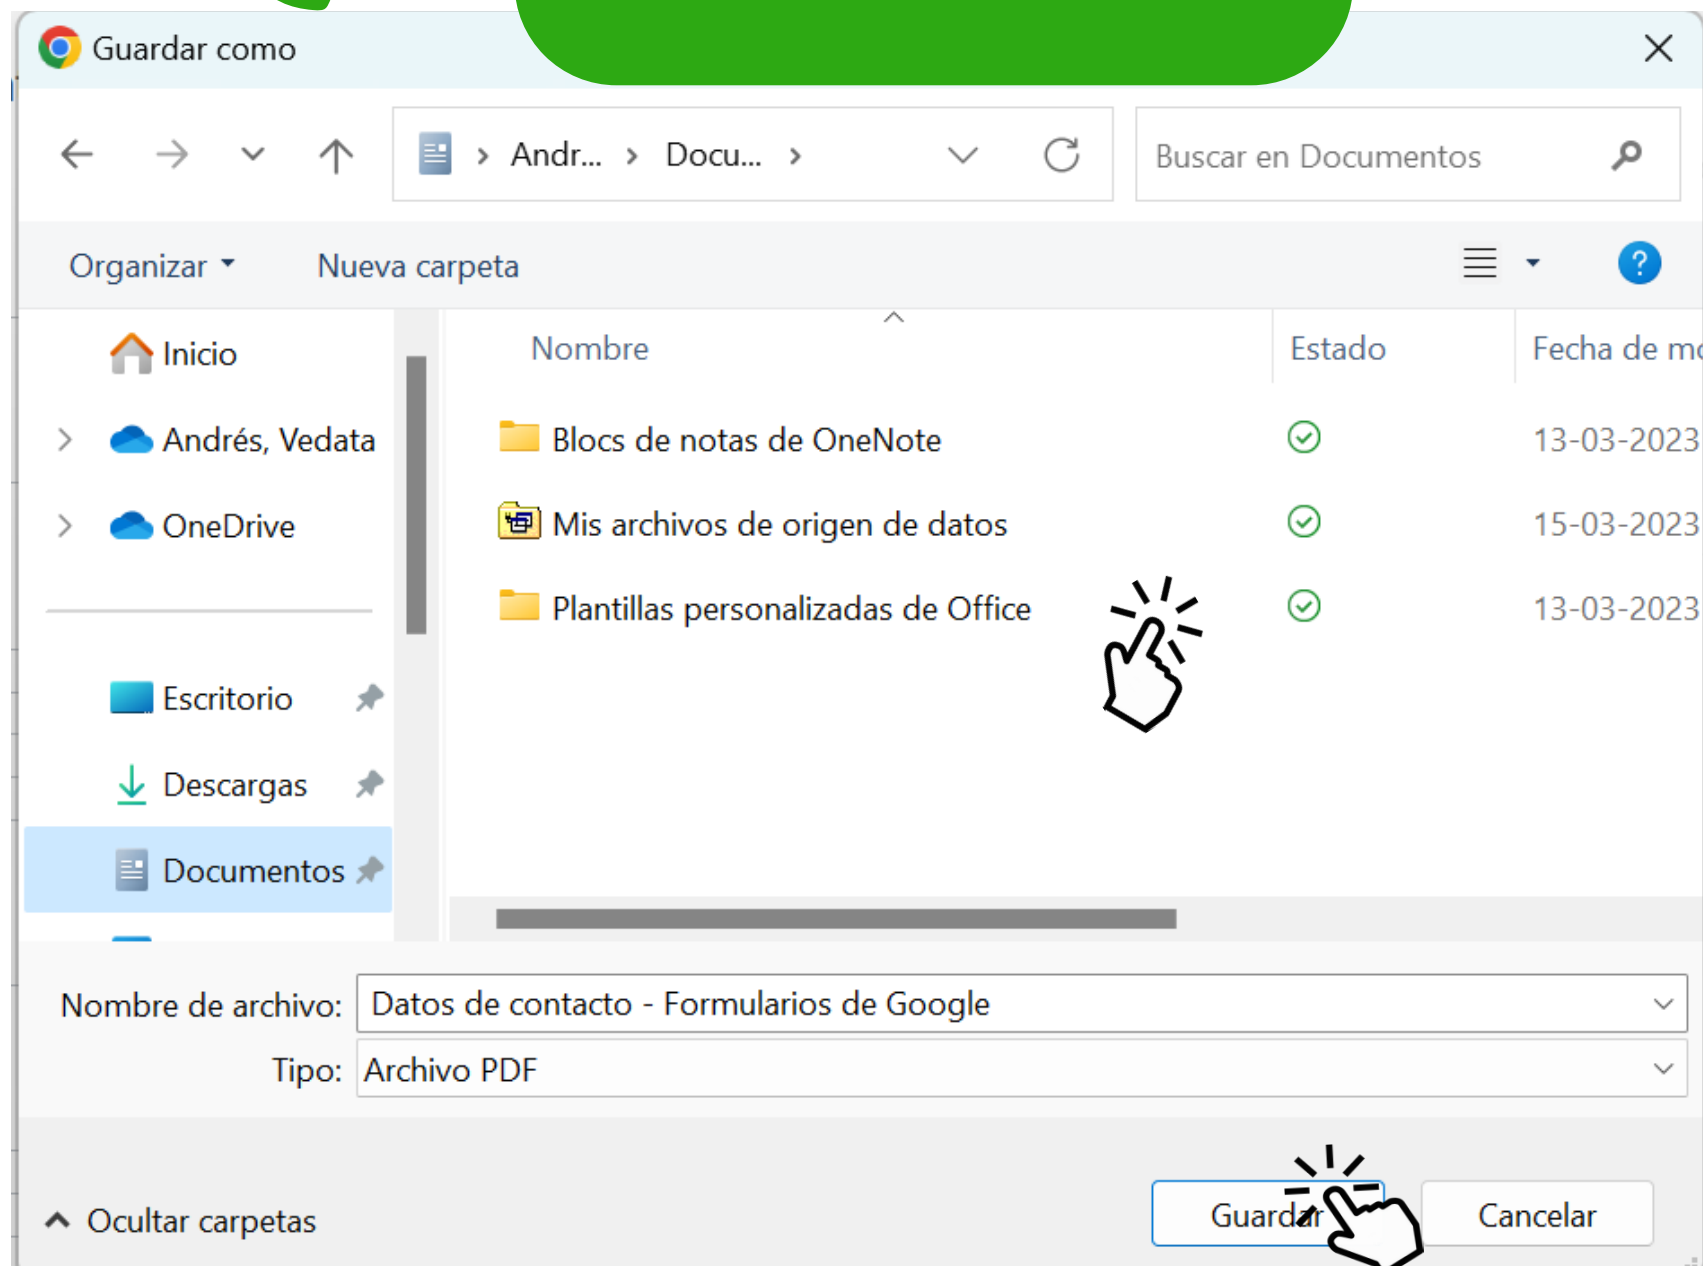 Guardar como
Andr... Docu...
Buscar en Documentos
Organizar
Nueva carpeta
Nombre
Estado
Fecha de
Inicio
Andrés, Vedata
OneDrive
Escritorio
Descargas
Documentos
Blocs de notas de OneNote
13-03-2023
Mis archivos de origen de datos
15-03-2023
Plantillas personalizadas de Office
13-03-2023
Nombre de archivo: Datos de contacto - Formularios de Google
Tipo: Archivo PDF
Ocultar carpetas
Guardar
Cancelar